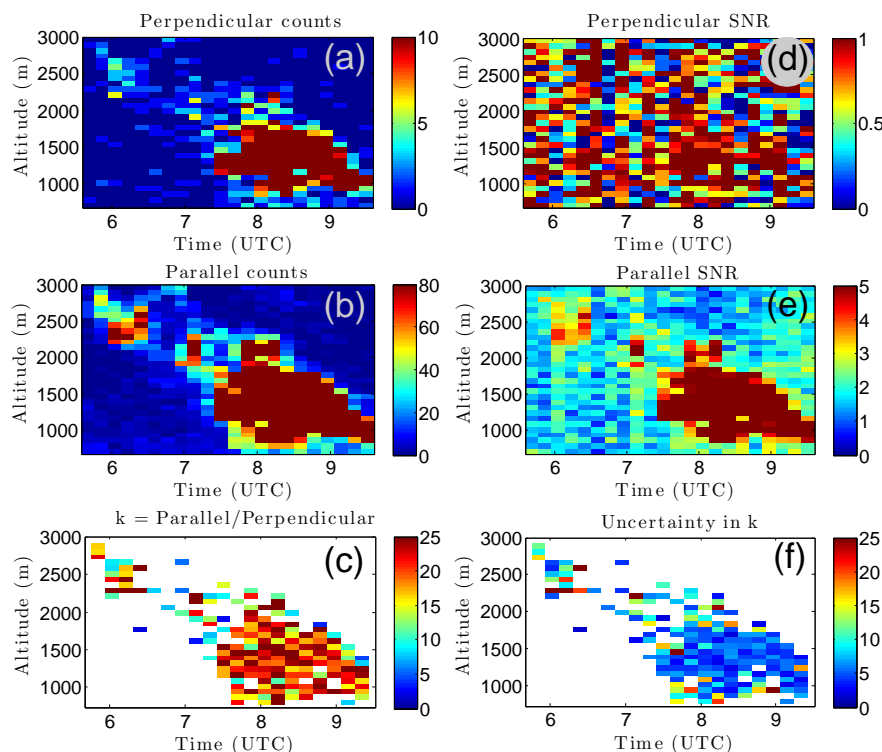 Perpendicular counts
(a)
Altitude (m)
3000
2500
2000
1500
1000
6 7 8 9
Time (UTC)
10
5
0
Perpendicular SNR
(d)
Altitude (m)
3000
2500
2000
1500
1000
6 7 8 9
Time (UTC)
1
0.5
0
Parallel counts
(b)
Altitude (m)
3000
2500
2000
1500
1000
6 7 8 9
Time (UTC)
80
60
40
20
0
Parallel SNR
(e)
Altitude (m)
3000
2500
2000
1500
1000
6 7 8 9
Time (UTC)
5
4
3
2
1
0
k = Parallel/Perpendicular
(c)
Altitude (m)
3000
2500
2000
1500
1000
6 7 8 9
Time (UTC)
25
20
15
10
5
0
Uncertainty in k
(f)
Altitude (m)
3000
2500
2000
1500
1000
6 7 8 9
Time (UTC)
25
20
15
10
5
0